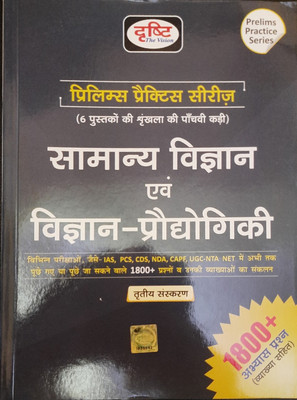 दृष्टि
The Vision
Prelims
Practice
Series
प्रिलिम्स प्रैक्टिस सीरीज़
(6 पुस्तकों की शृंखला की पाँचवी कड़ी)
सामान्य विज्ञान
एवं
विज्ञान-प्रौद्योगिकी
विभिन्न परीक्षाओं, जैसे- IAS, PCS, CDS, NDA, CAPF, UGC-NTA NET में अभी तक
पूछे गए या पूछे जा सकने वाले 1800+ प्रश्नों व उनकी व्याख्याओं का संकलन
तृतीय संस्करण
1800+
अभ्यास प्रश्न
(व्याख्या सहित)